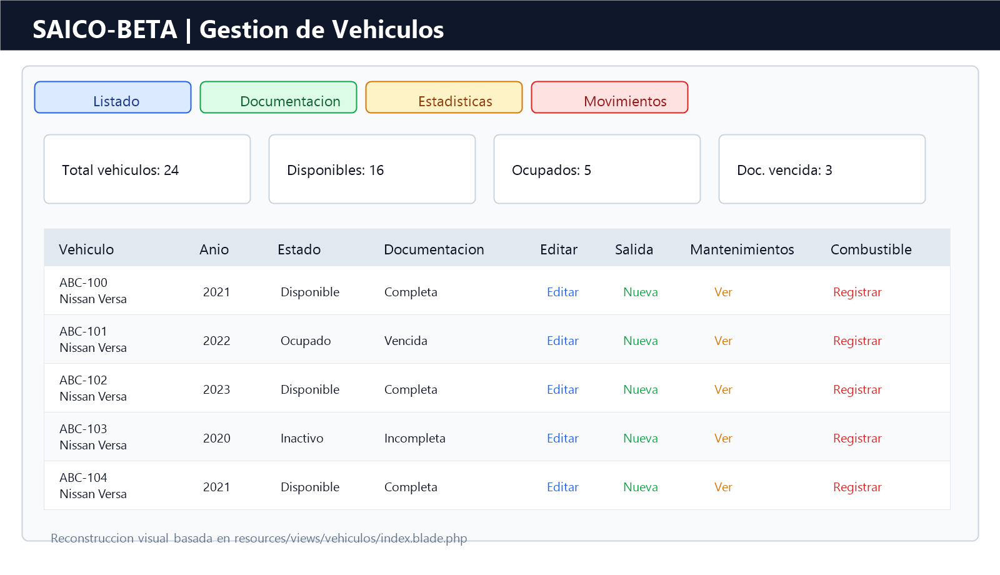 SAICO-BETA | Gestion de Vehiculos
Listado Documentacion Estadisticas Movimientos
Total vehiculos: 24 Disponibles: 16 Ocupados: 5 Doc. vencida: 3
Vehiculo Anio Estado Documentacion Editar Salida Mantenimientos Combustible
ABC-100
Nissan Versa 2021 Disponible Completa Editar Nueva Ver Registrar
ABC-101
Nissan Versa 2022 Ocupado Vencida Editar Nueva Ver Registrar
ABC-102
Nissan Versa 2023 Disponible Completa Editar Nueva Ver Registrar
ABC-103
Nissan Versa 2020 Inactivo Incompleta Editar Nueva Ver Registrar
ABC-104
Nissan Versa 2021 Disponible Completa Editar Nueva Ver Registrar
Reconstruccion visual basada en resources/views/vehiculos/index.blade.php